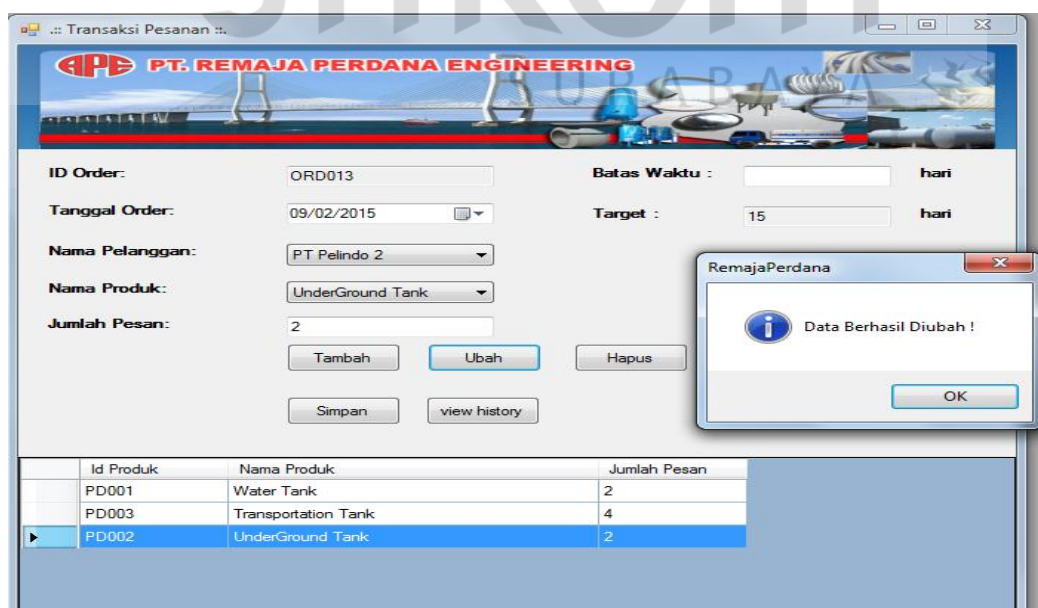 .:: Transaksi Pesanan ::.
APE PT. REMAJA PERDANA ENGINEERING
SURABAYA
ID Order: ORD013 Batas Waktu : hari
Tanggal Order: 09/02/2015 Target : 15 hari
Nama Pelanggan: PT Pelindo 2
Nama Produk: UnderGround Tank
Jumlah Pesan: 2
Tambah Ubah Hapus
Simpan view history
RemajaPerdana
Data Berhasil Diubah !
OK
Id Produk Nama Produk Jumlah Pesan
PD001 Water Tank 2
PD003 Transportation Tank 4
PD002 UnderGround Tank 2